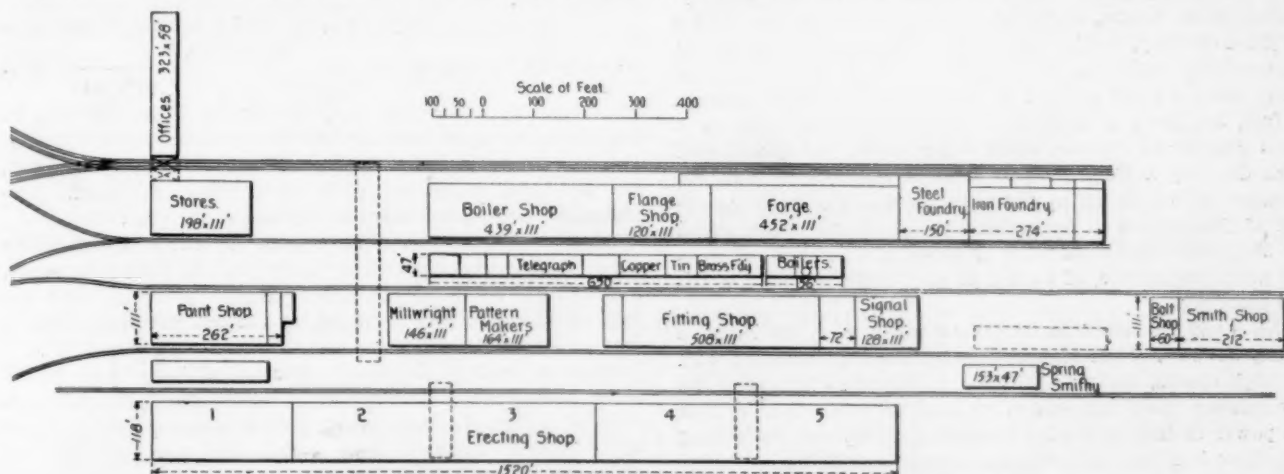 Offices. 323'x58'
Scale of Feet.
100 50 0 100 200 300 400
Stores.
198'x111'
Boiler Shop
439'x111'
Flange
Shop.
120'x111'
Forge.
452'x111'
Steel
Foundry.
150'
Iron Foundry.
274'
47'
Telegraph
Copper
Tin
Brass Fdy
Boilers.
650'
156'
111'
Paint Shop.
262'
Millwright
146'x111'
Pattern
Makers
164'x111'
Fitting Shop.
508'x111'
72'
Signal
Shop.
128'x111'
111'
Bolt
Shop
60'
Smith Shop.
212'
153'x47'
Spring
Smithy
118'
1 2 3 4 5
Erecting Shop.
1520'